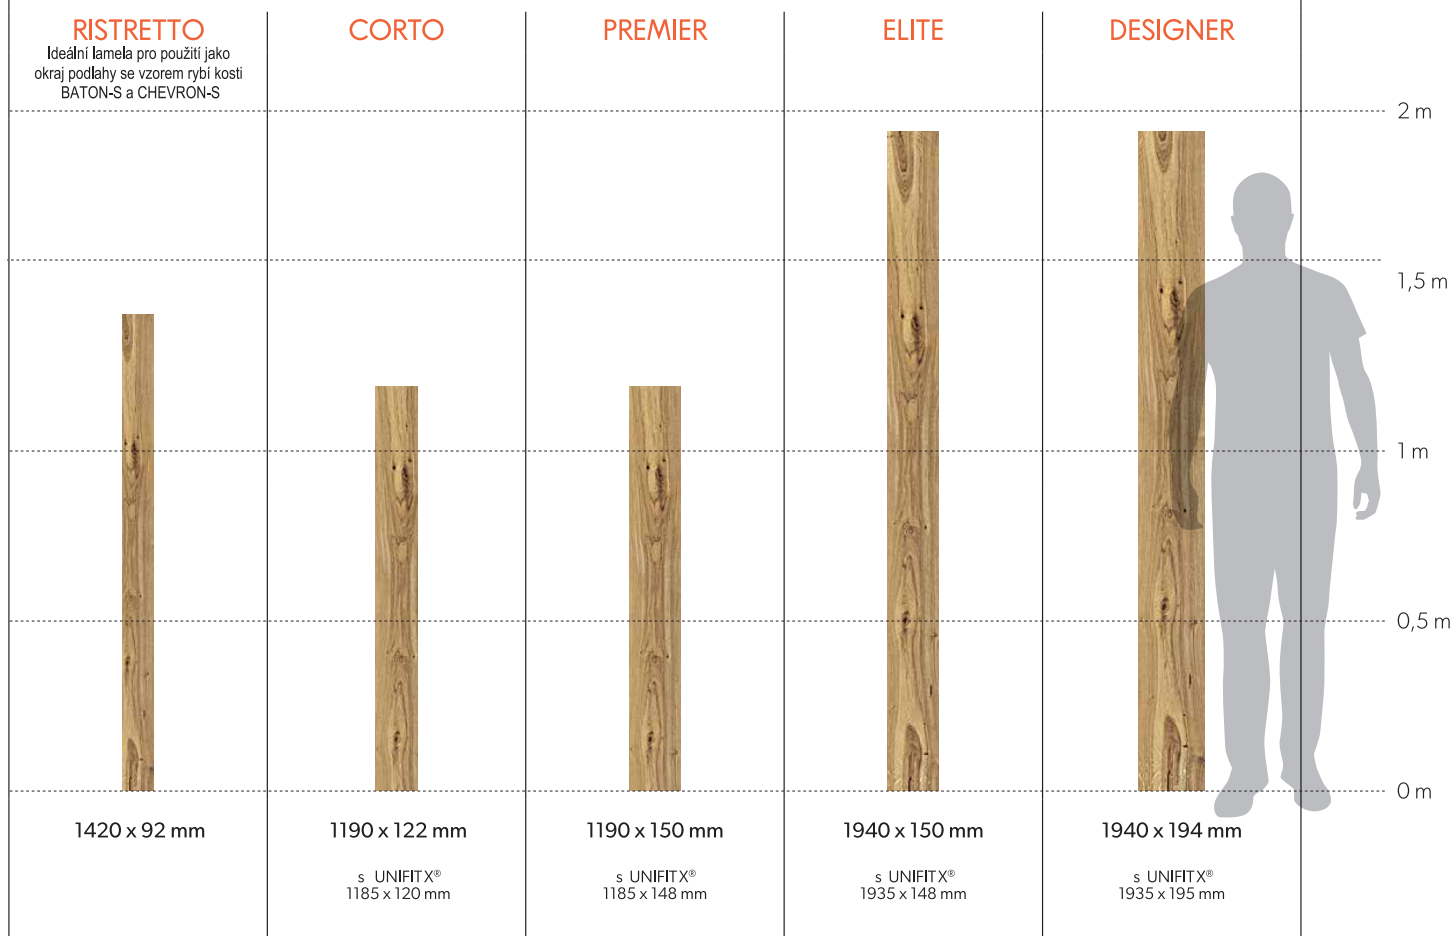 RISTRETTO
Ideální lamela pro použití jako
okraj podlahy se vzorem rybí kosti
BATON-S a CHEVRON-S
CORTO
PREMIER
ELITE
DESIGNER
2 m
1,5 m
1 m
0,5 m
0 m
1420 x 92 mm
1190 x 122 mm
s UNIFIT X®
1185 x 120 mm
1190 x 150 mm
s UNIFIT X®
1185 x 148 mm
1940 x 150 mm
s UNIFIT X®
1935 x 148 mm
1940 x 194 mm
s UNIFIT X®
1935 x 195 mm